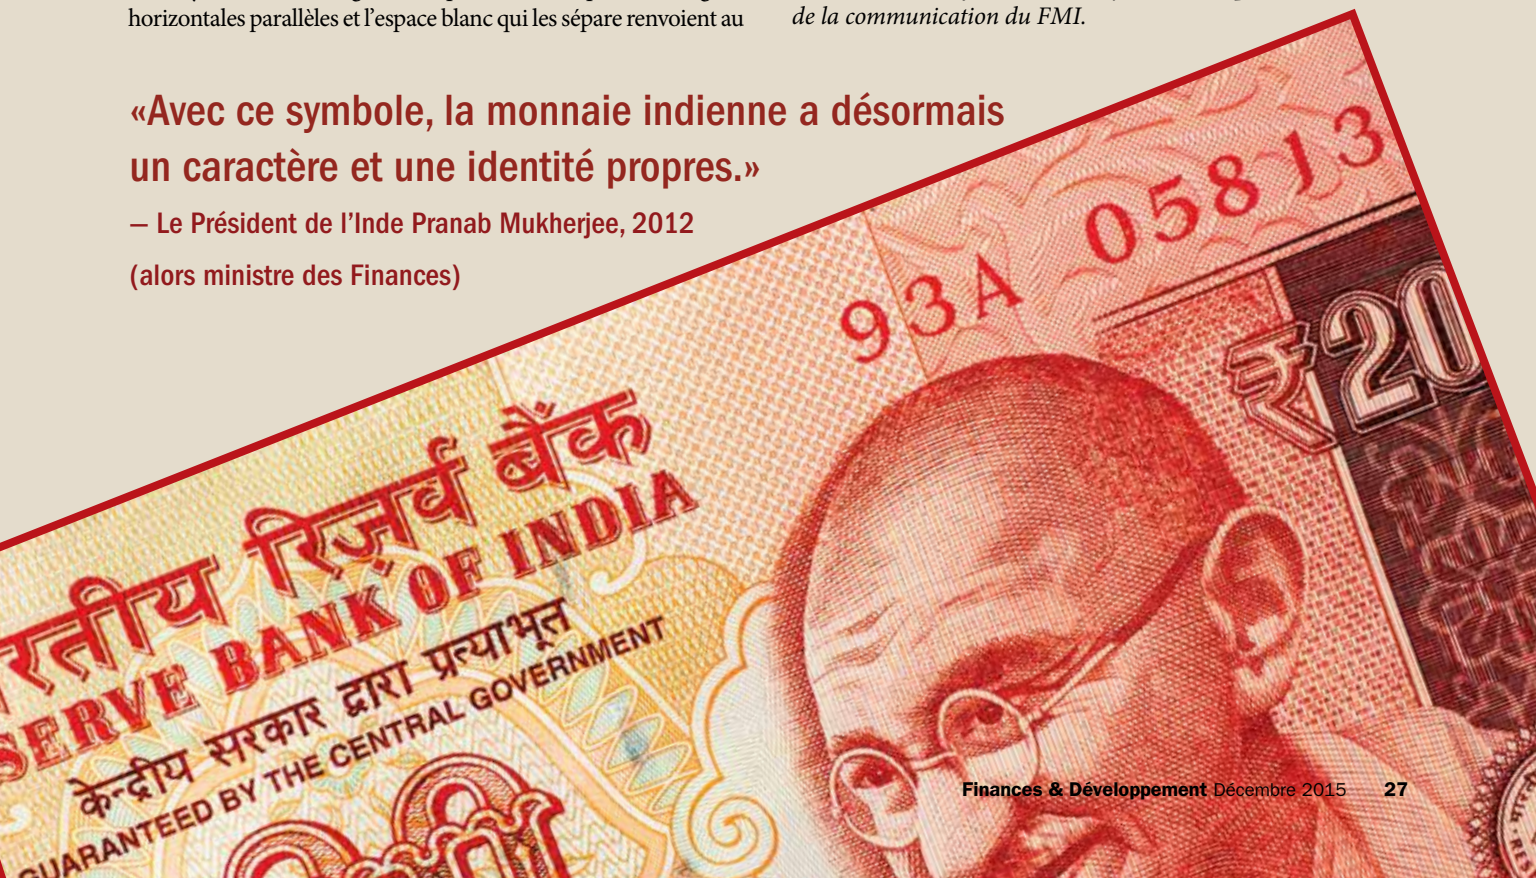 horizontales parallèles et l’espace blanc qui les sépare renvoient au
de la communication du FMI.
«Avec ce symbole, la monnaie indienne a désormais
un caractère et une identité propres.»
— Le Président de l’Inde Pranab Mukherjee, 2012
(alors ministre des Finances)
93A 05813
₹20
रतीय रिज़र्व बैंक
SERVE BANK OF INDIA
केन्द्रीय सरकार द्वारा प्रत्याभूत
GUARANTEED BY THE CENTRAL GOVERNMENT
Finances & Développement Décembre 2015 27